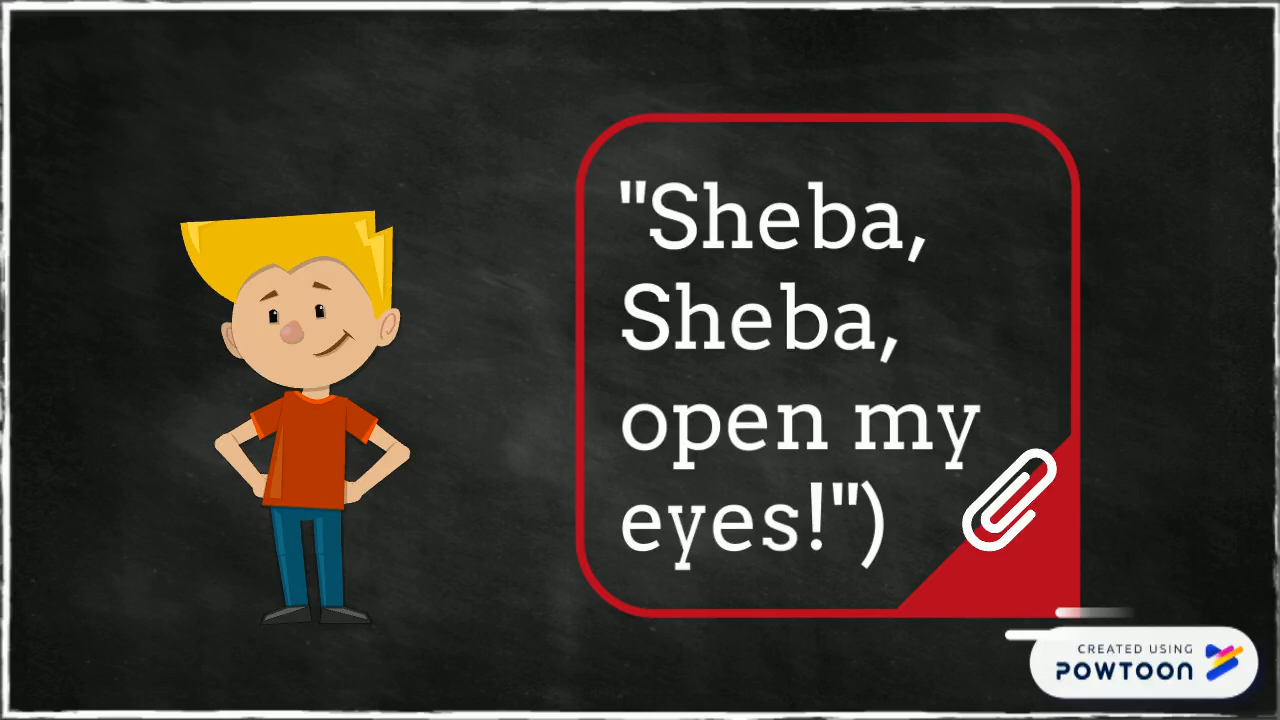 "Sheba,
Sheba,
open my
eyes!")
CREATED USING
POWTOON